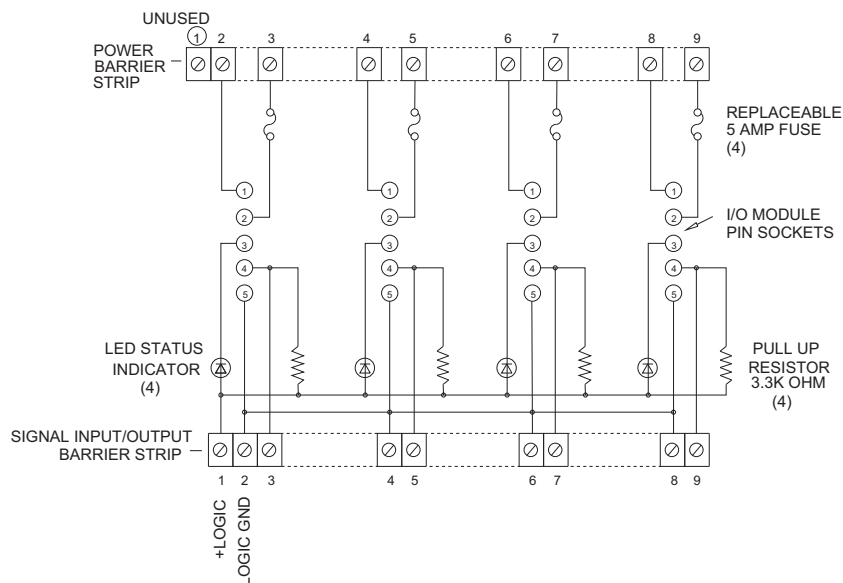 UNUSED
1 2 3 4 5 6 7 8 9
POWER
BARRIER
STRIP
REPLACEABLE
5 AMP FUSE
(4)
1 1 1 1
2 2 2 2
I/O MODULE
PIN SOCKETS
3 3 3 3
4 4 4 4
5 5 5 5
LED STATUS
INDICATOR
(4)
PULL UP
RESISTOR
3.3K OHM
(4)
SIGNAL INPUT/OUTPUT
BARRIER STRIP
1 2 3 4 5 6 7 8 9
+LOGIC
LOGIC GND